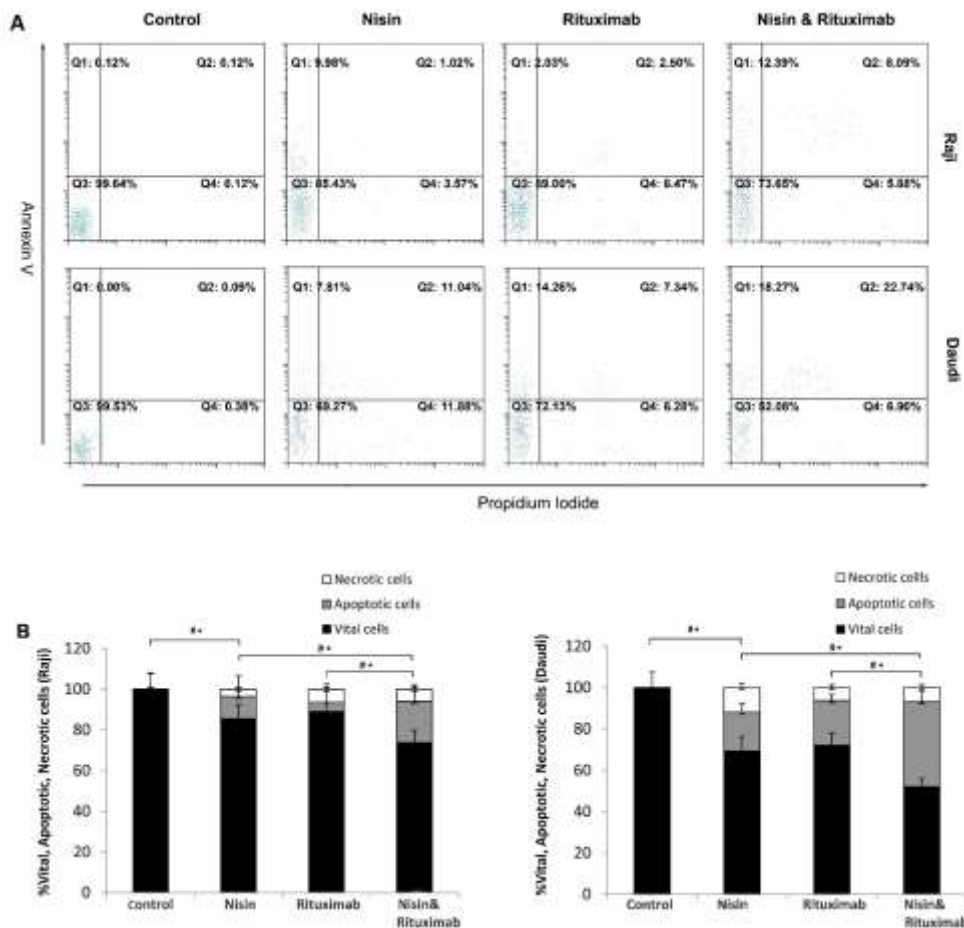 A
Control Nisin Rituximab Nisin & Rituximab
Q1: 0.12% Q2: 0.12%
Q3: 99.64% Q4: 0.12%
Q1: 9.98% Q2: 1.02%
Q3: 85.43% Q4: 3.57%
Q1: 2.03% Q2: 2.50%
Q3: 89.00% Q4: 6.47%
Q1: 12.39% Q2: 8.09%
Q3: 73.65% Q4: 5.88%
Raji
Q1: 0.00% Q2: 0.09%
Q3: 99.53% Q4: 0.38%
Q1: 7.81% Q2: 11.04%
Q3: 69.27% Q4: 11.88%
Q1: 14.26% Q2: 7.34%
Q3: 72.13% Q4: 6.28%
Q1: 18.27% Q2: 22.74%
Q3: 52.08% Q4: 6.90%
Daudi
Annexin V
Propidium Iodide
B
Necrotic cells
Apoptotic cells
Vital cells
#*
#*
#*
%Vital, Apoptotic, Necrotic cells (Raji)
120
100
80
60
40
20
0
Control Nisin Rituximab Nisin&
Rituximab
Necrotic cells
Apoptotic cells
Vital cells
#*
#*
#*
%Vital, Apoptotic, Necrotic cells (Daudi)
120
100
80
60
40
20
0
Control Nisin Rituximab Nisin&
Rituximab